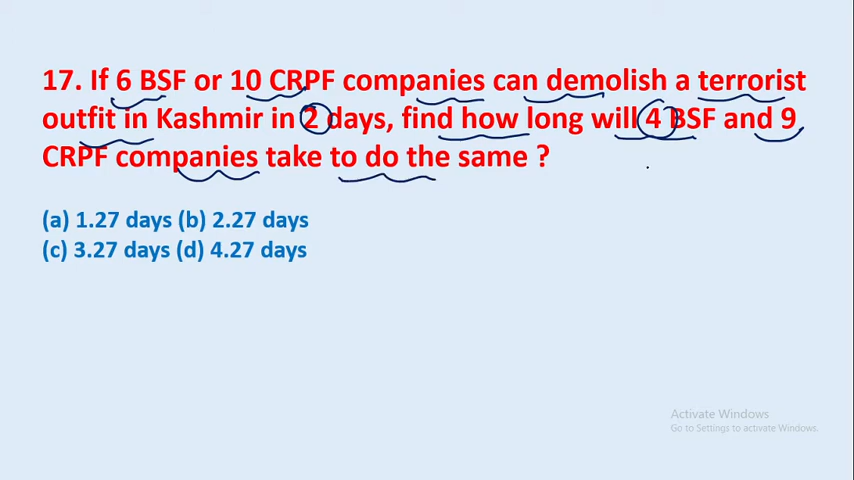 17. If 6 BSF or 10 CRPF companies can demolish a terrorist
outfit in Kashmir in 2 days, find how long will 4 BSF and 9
CRPF companies take to do the same ?
(a) 1.27 days (b) 2.27 days
(c) 3.27 days (d) 4.27 days
Activate Windows
Go to Settings to activate Windows.